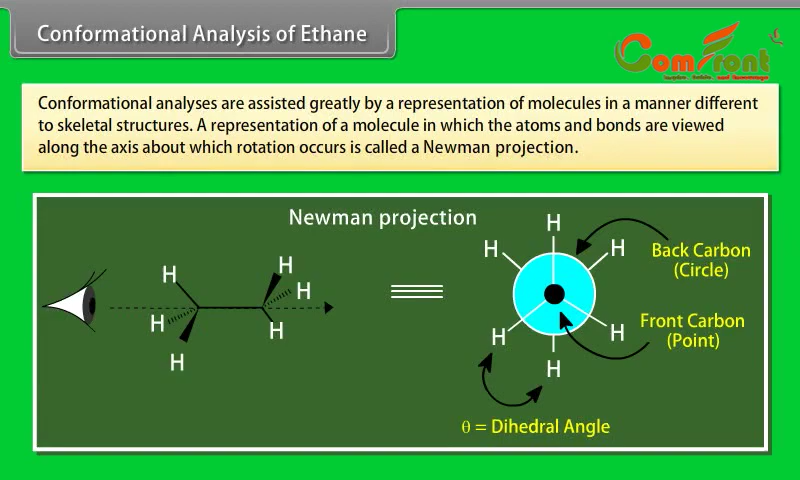 Conformational Analysis of Ethane
ComFront
Conformational analyses are assisted greatly by a representation of molecules in a manner different
to skeletal structures. A representation of a molecule in which the atoms and bonds are viewed
along the axis about which rotation occurs is called a Newman projection.
Newman projection
H
H
H
H
H
H
H
H
H
H
H
H
Back Carbon
(Circle)
Front Carbon
(Point)
θ = Dihedral Angle